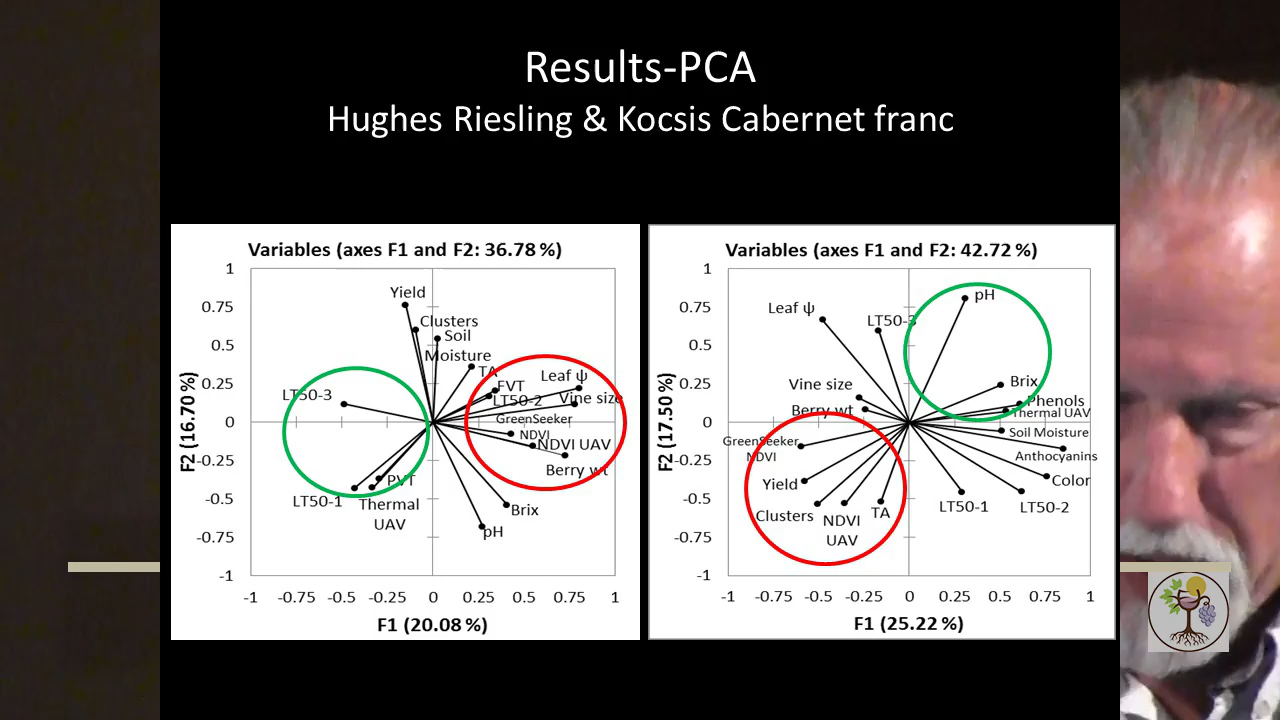 Results-PCA
Hughes Riesling & Kocsis Cabernet franc
Variables (axes F1 and F2: 36.78 %)
F2 (16.70 %)
1
0.75
0.5
0.25
0
-0.25
-0.5
-0.75
-1
Yield
Clusters
Soil
Moisture
TA
FVT
LT50-2
Leaf ψ
Vine size
GreenSeeker
NDVI
NDVI UAV
Berry wt
LT50-3
LT50-1
PVT
Thermal
UAV
Brix
pH
-1 -0.75 -0.5 -0.25 0 0.25 0.5 0.75 1
F1 (20.08 %)
Variables (axes F1 and F2: 42.72 %)
F2 (17.50 %)
1
0.75
0.5
0.25
0
-0.25
-0.5
-0.75
-1
Leaf ψ
LT50-3
pH
Vine size
Berry wt
Brix
Phenols
Thermal UAV
Soil Moisture
Anthocyanins
Color
GreenSeeker
NDVI
Yield
Clusters
NDVI
UAV
TA
LT50-1
LT50-2
-1 -0.75 -0.5 -0.25 0 0.25 0.5 0.75 1
F1 (25.22 %)